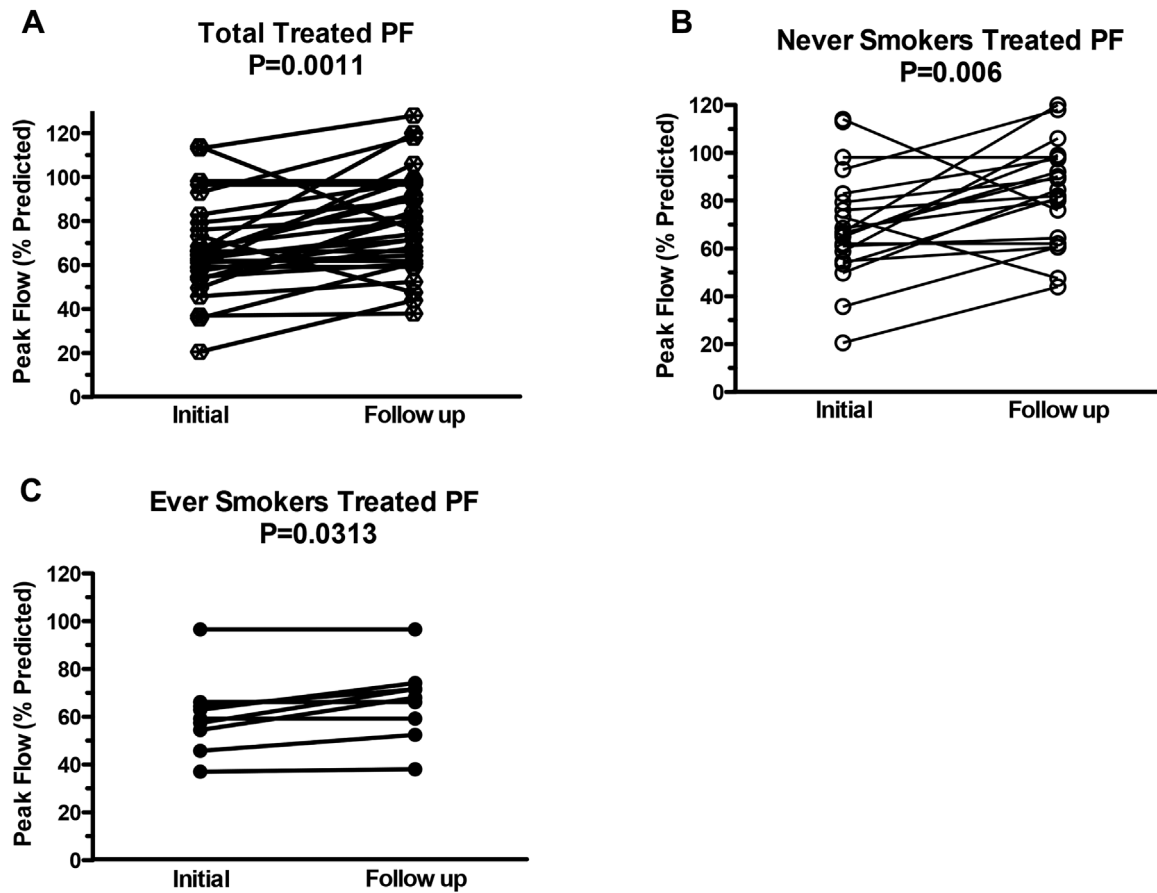 A
Total Treated PF
P=0.0011
Peak Flow (% Predicted)
120
100
80
60
40
20
0
Initial
Follow up
B
Never Smokers Treated PF
P=0.006
Peak Flow (% Predicted)
120
100
80
60
40
20
0
Initial
Follow up
C
Ever Smokers Treated PF
P=0.0313
Peak Flow (% Predicted)
120
100
80
60
40
20
0
Initial
Follow up